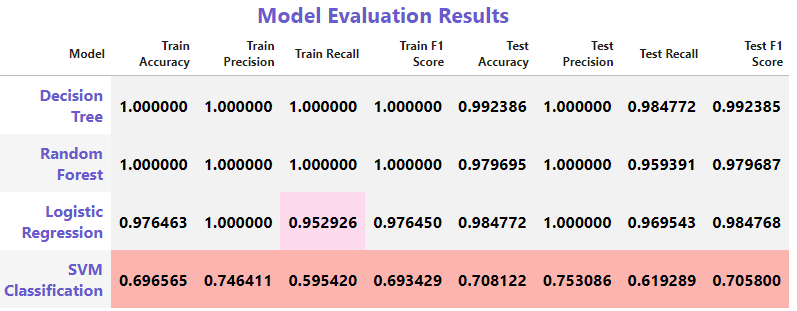 Model Evaluation Results
Model Train Accuracy Train Precision Train Recall Train F1 Score Test Accuracy Test Precision Test Recall Test F1 Score
Decision Tree 1.000000 1.000000 1.000000 1.000000 0.992386 1.000000 0.984772 0.992385
Random Forest 1.000000 1.000000 1.000000 1.000000 0.979695 1.000000 0.959391 0.979687
Logistic Regression 0.976463 1.000000 0.952926 0.976450 0.984772 1.000000 0.969543 0.984768
SVM Classification 0.696565 0.746411 0.595420 0.693429 0.708122 0.753086 0.619289 0.705800